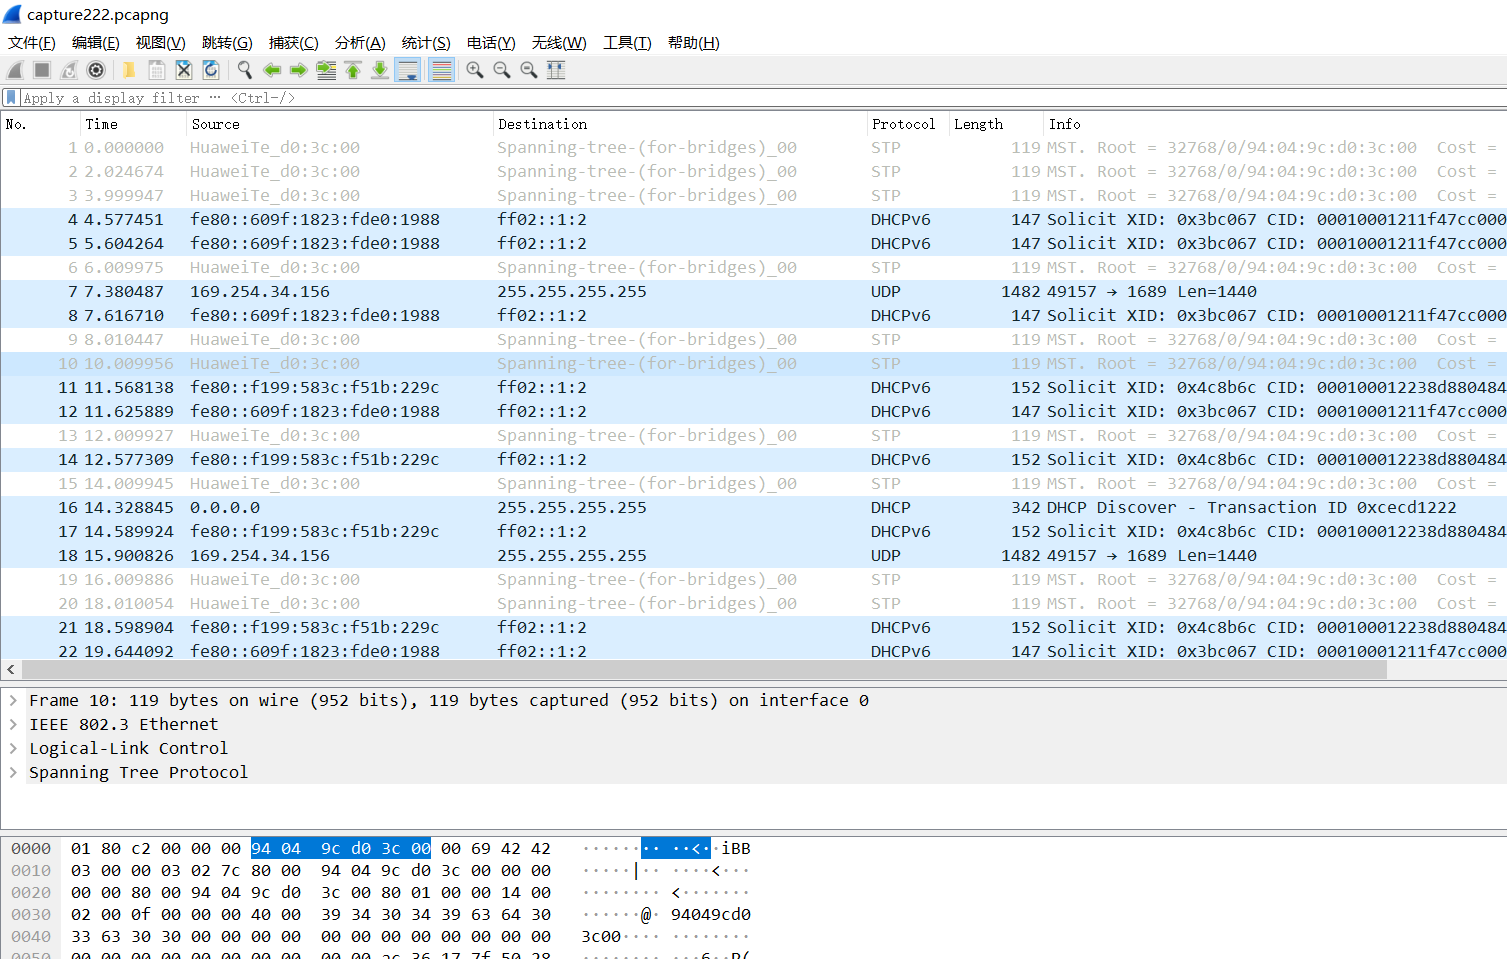 capture222.pcapng
文件(F) 编辑(E) 视图(V) 跳转(G) 捕获(C) 分析(A) 统计(S) 电话(Y) 无线(W) 工具(T) 帮助(H)
Apply a display filter ··· <Ctrl-/>
No. Time Source Destination Protocol Length Info
1 0.000000 HuaweiTe_d0:3c:00 Spanning-tree-(for-bridges)_00 STP 119 MST. Root = 32768/0/94:04:9c:d0:3c:00 Cost =
2 2.024674 HuaweiTe_d0:3c:00 Spanning-tree-(for-bridges)_00 STP 119 MST. Root = 32768/0/94:04:9c:d0:3c:00 Cost =
3 3.999947 HuaweiTe_d0:3c:00 Spanning-tree-(for-bridges)_00 STP 119 MST. Root = 32768/0/94:04:9c:d0:3c:00 Cost =
4 4.577451 fe80::609f:1823:fde0:1988 ff02::1:2 DHCPv6 147 Solicit XID: 0x3bc067 CID: 00010001211f47cc000
5 5.604264 fe80::609f:1823:fde0:1988 ff02::1:2 DHCPv6 147 Solicit XID: 0x3bc067 CID: 00010001211f47cc000
6 6.009975 HuaweiTe_d0:3c:00 Spanning-tree-(for-bridges)_00 STP 119 MST. Root = 32768/0/94:04:9c:d0:3c:00 Cost =
7 7.380487 169.254.34.156 255.255.255.255 UDP 1482 49157 → 1689 Len=1440
8 7.616710 fe80::609f:1823:fde0:1988 ff02::1:2 DHCPv6 147 Solicit XID: 0x3bc067 CID: 00010001211f47cc000
9 8.010447 HuaweiTe_d0:3c:00 Spanning-tree-(for-bridges)_00 STP 119 MST. Root = 32768/0/94:04:9c:d0:3c:00 Cost =
10 10.009956 HuaweiTe_d0:3c:00 Spanning-tree-(for-bridges)_00 STP 119 MST. Root = 32768/0/94:04:9c:d0:3c:00 Cost =
11 11.568138 fe80::f199:583c:f51b:229c ff02::1:2 DHCPv6 152 Solicit XID: 0x4c8b6c CID: 000100012238d880484
12 11.625889 fe80::609f:1823:fde0:1988 ff02::1:2 DHCPv6 147 Solicit XID: 0x3bc067 CID: 00010001211f47cc000
13 12.009927 HuaweiTe_d0:3c:00 Spanning-tree-(for-bridges)_00 STP 119 MST. Root = 32768/0/94:04:9c:d0:3c:00 Cost =
14 12.577309 fe80::f199:583c:f51b:229c ff02::1:2 DHCPv6 152 Solicit XID: 0x4c8b6c CID: 000100012238d880484
15 14.009945 HuaweiTe_d0:3c:00 Spanning-tree-(for-bridges)_00 STP 119 MST. Root = 32768/0/94:04:9c:d0:3c:00 Cost =
16 14.328845 0.0.0.0 255.255.255.255 DHCP 342 DHCP Discover - Transaction ID 0xcecd1222
17 14.589924 fe80::f199:583c:f51b:229c ff02::1:2 DHCPv6 152 Solicit XID: 0x4c8b6c CID: 000100012238d880484
18 15.900826 169.254.34.156 255.255.255.255 UDP 1482 49157 → 1689 Len=1440
19 16.009886 HuaweiTe_d0:3c:00 Spanning-tree-(for-bridges)_00 STP 119 MST. Root = 32768/0/94:04:9c:d0:3c:00 Cost =
20 18.010054 HuaweiTe_d0:3c:00 Spanning-tree-(for-bridges)_00 STP 119 MST. Root = 32768/0/94:04:9c:d0:3c:00 Cost =
21 18.598904 fe80::f199:583c:f51b:229c ff02::1:2 DHCPv6 152 Solicit XID: 0x4c8b6c CID: 000100012238d880484
22 19.644092 fe80::609f:1823:fde0:1988 ff02::1:2 DHCPv6 147 Solicit XID: 0x3bc067 CID: 00010001211f47cc000
Frame 10: 119 bytes on wire (952 bits), 119 bytes captured (952 bits) on interface 0
IEEE 802.3 Ethernet
Logical-Link Control
Spanning Tree Protocol
0000 01 80 c2 00 00 00 94 04 9c d0 3c 00 00 69 42 42 ········ ··<··iBB
0010 03 00 00 03 02 7c 80 00 94 04 9c d0 3c 00 00 00 ·····|·· ····<···
0020 00 00 80 00 94 04 9c d0 3c 00 80 01 00 00 14 00 ········ <·······
0030 02 00 0f 00 00 00 40 00 39 34 30 34 39 63 64 30 ······@· 94049cd0
0040 33 63 30 30 00 00 00 00 00 00 00 00 00 00 00 00 3c00···· ········
0050 00 00 00 00 00 00 00 00 00 00 ac 36 17 7f 50 28 ········ ···6··P(